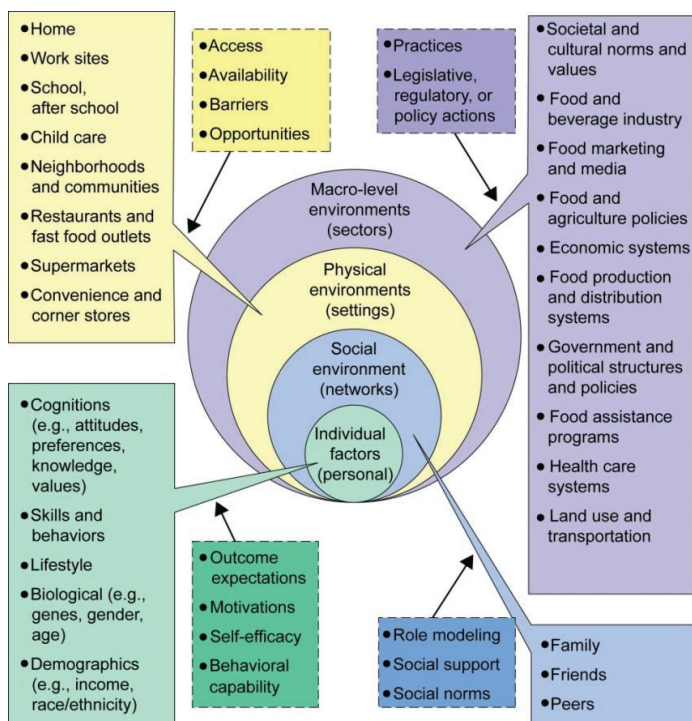 ● Home
● Work sites
● School,
after school
● Child care
● Neighborhoods
and communities
● Restaurants and
fast food outlets
● Supermarkets
● Convenience and
corner stores
● Access
● Availability
● Barriers
● Opportunities
● Practices
● Legislative,
regulatory, or
policy actions
● Societal and
cultural norms and
values
● Food and
beverage industry
● Food marketing
and media
● Food and
agriculture policies
● Economic systems
● Food production
and distribution
systems
● Government and
political structures
and policies
● Food assistance
programs
● Health care
systems
● Land use and
transportation
Macro-level
environments
(sectors)
Physical
environments
(settings)
Social
environment
(networks)
Individual
factors
(personal)
● Cognitions
(e.g., attitudes,
preferences,
knowledge,
values)
● Skills and
behaviors
● Lifestyle
● Biological (e.g.,
genes, gender,
age)
● Demographics
(e.g., income,
race/ethnicity)
● Outcome
expectations
● Motivations
● Self-efficacy
● Behavioral
capability
● Role modeling
● Social support
● Social norms
● Family
● Friends
● Peers